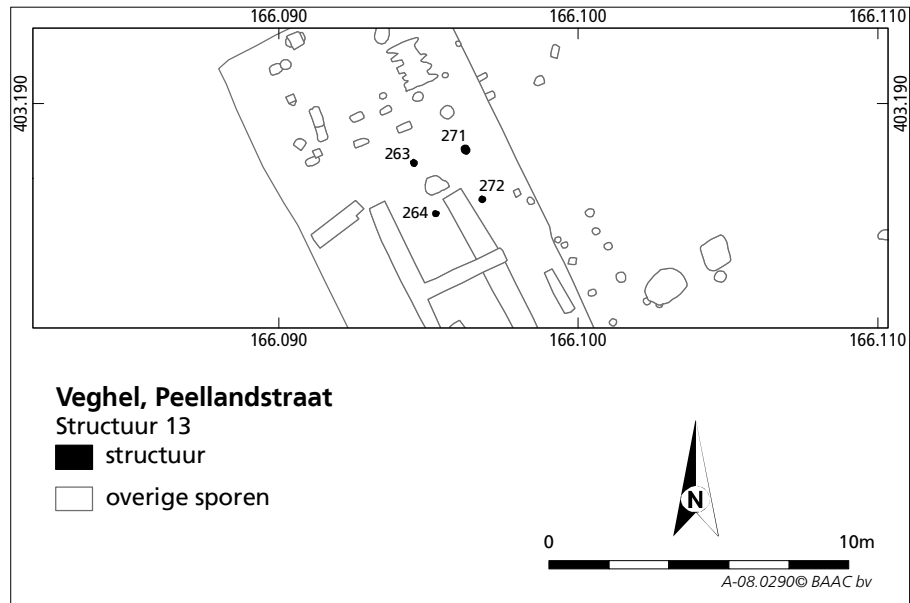 166.090 166.100 166.110
403.190 403.190
271
263
272
264
166.090 166.100 166.110
Veghel, Peellandstraat
Structuur 13
structuur
overige sporen
N
0 10m
A-08.0290© BAAC bv